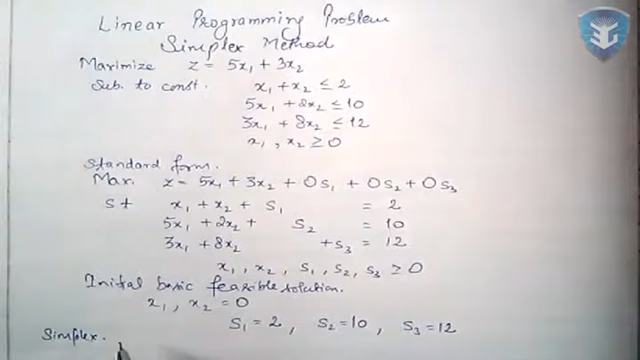 Linear Programming Problem
Simplex Method
Maximize z = 5x₁ + 3x₂
Sub. to const. x₁ + x₂ ≤ 2
5x₁ + 2x₂ ≤ 10
3x₁ + 8x₂ ≤ 12
x₁ , x₂ ≥ 0
Standard form.
Max. z = 5x₁ + 3x₂ + 0s₁ + 0s₂ + 0s₃
st x₁ + x₂ + s₁ = 2
5x₁ + 2x₂ + s₂ = 10
3x₁ + 8x₂ + s₃ = 12
x₁ , x₂ , s₁ , s₂ , s₃ ≥ 0
Initial basic feasible solution.
x₁ , x₂ = 0
s₁ = 2 , s₂ = 10 , s₃ = 12
Simplex.